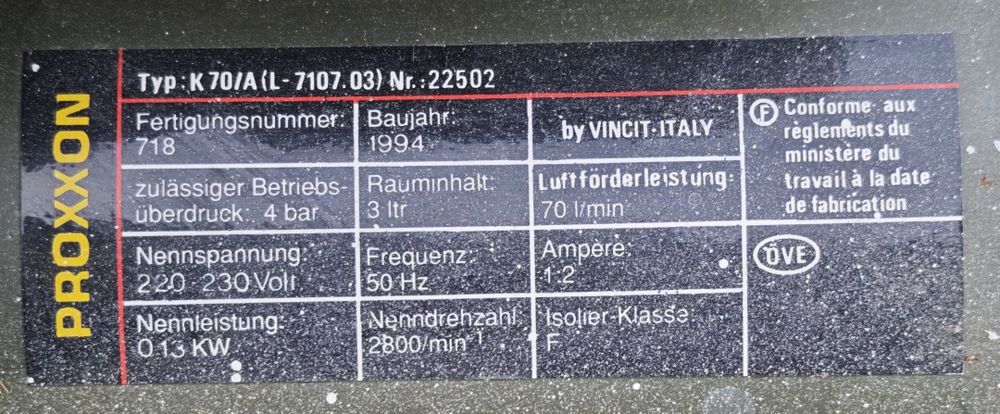 PROXXON
Typ: K 70/A (L-7107.03) Nr.:22502
Fertigungsnummer:
718
Baujahr:
1994
by VINCIT-ITALY
F Conforme aux
règlements du
ministère du
travail à la date
de fabrication
zulässiger Betriebs-
überdruck: 4 bar
Rauminhalt:
3 ltr
Luftförderleistung:
70 l/min
Nennspannung:
220 230 Volt
Frequenz:
50 Hz
Ampere:
1.2
ÖVE
Nennleistung:
0.13 KW
Nenndrehzahl:
2800/min⁻¹
Isolier-Klasse
F